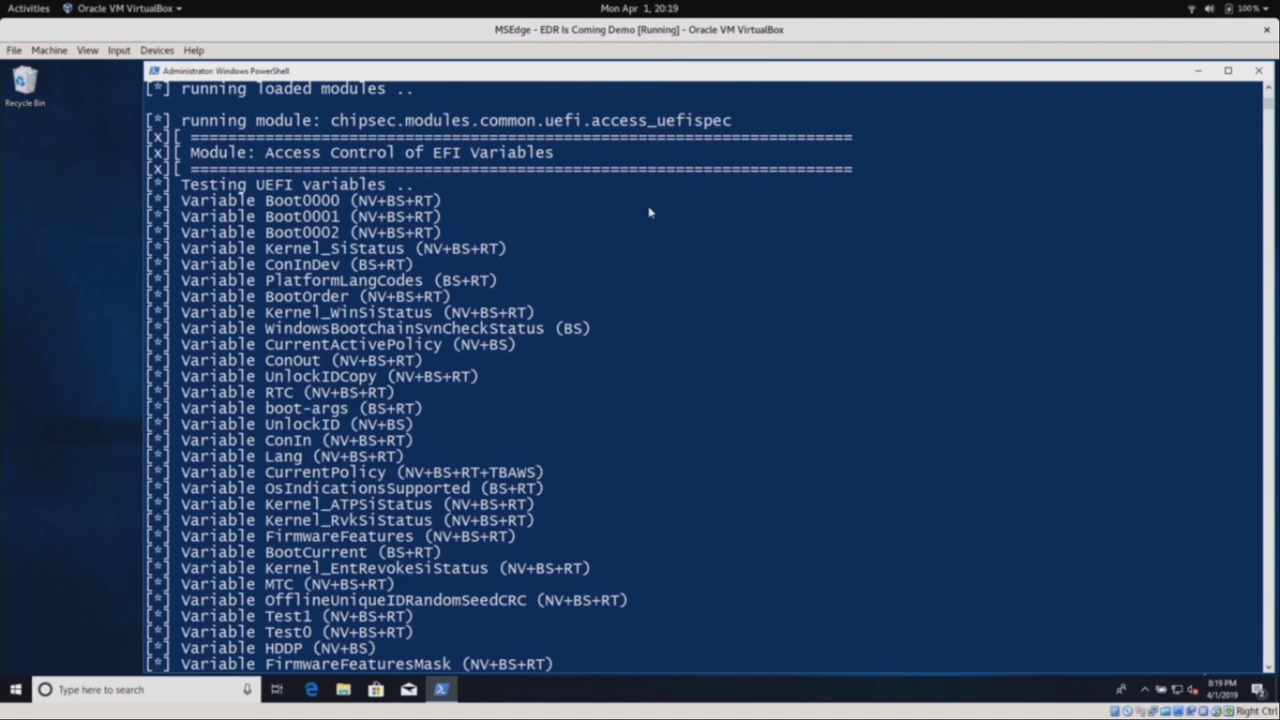 Activities Oracle VM VirtualBox Mon Apr 1, 20:19 100%
MSEdge - EDR Is Coming Demo [Running] - Oracle VM VirtualBox
File Machine View Input Devices Help
Administrator: Windows PowerShell
Recycle Bin
[*] running loaded modules ..
[*] running module: chipsec.modules.common.uefi.access_uefispec
[x][ =======================================================================
[x][ Module: Access Control of EFI Variables
[x][ =======================================================================
[*] Testing UEFI variables ..
[*] Variable Boot0000 (NV+BS+RT)
[*] Variable Boot0001 (NV+BS+RT)
[*] Variable Boot0002 (NV+BS+RT)
[*] Variable Kernel_SiStatus (NV+BS+RT)
[*] Variable ConInDev (BS+RT)
[*] Variable PlatformLangCodes (BS+RT)
[*] Variable BootOrder (NV+BS+RT)
[*] Variable Kernel_WinSiStatus (NV+BS+RT)
[*] Variable WindowsBootChainSvnCheckStatus (BS)
[*] Variable CurrentActivePolicy (NV+BS)
[*] Variable ConOut (NV+BS+RT)
[*] Variable UnlockIDCopy (NV+BS+RT)
[*] Variable RTC (NV+BS+RT)
[*] Variable boot-args (BS+RT)
[*] Variable UnlockID (NV+BS)
[*] Variable ConIn (NV+BS+RT)
[*] Variable Lang (NV+BS+RT)
[*] Variable CurrentPolicy (NV+BS+RT+TBAWS)
[*] Variable OsIndicationsSupported (BS+RT)
[*] Variable Kernel_ATPSiStatus (NV+BS+RT)
[*] Variable Kernel_RvkSiStatus (NV+BS+RT)
[*] Variable FirmwareFeatures (NV+BS+RT)
[*] Variable BootCurrent (BS+RT)
[*] Variable Kernel_EntRevokeSiStatus (NV+BS+RT)
[*] Variable MTC (NV+BS+RT)
[*] Variable OfflineUniqueIDRandomSeedCRC (NV+BS+RT)
[*] Variable Test1 (NV+BS+RT)
[*] Variable Test0 (NV+BS+RT)
[*] Variable HDDP (NV+BS)
[*] Variable FirmwareFeaturesMask (NV+BS+RT)
Type here to search
8:19 PM
4/1/2019
Right Ctrl